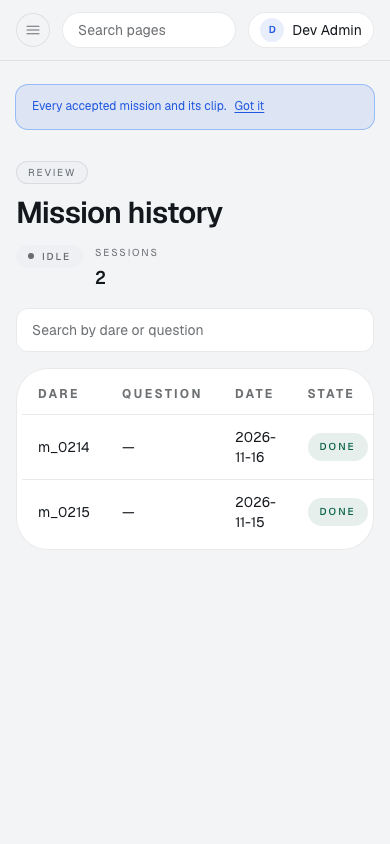 Search pages
D
Dev Admin
Every accepted mission and its clip. Got it
REVIEW
Mission history
IDLE
SESSIONS
2
Search by dare or question
DARE QUESTION DATE STATE
m_0214 — 2026-
11-16 DONE
m_0215 — 2026-
11-15 DONE